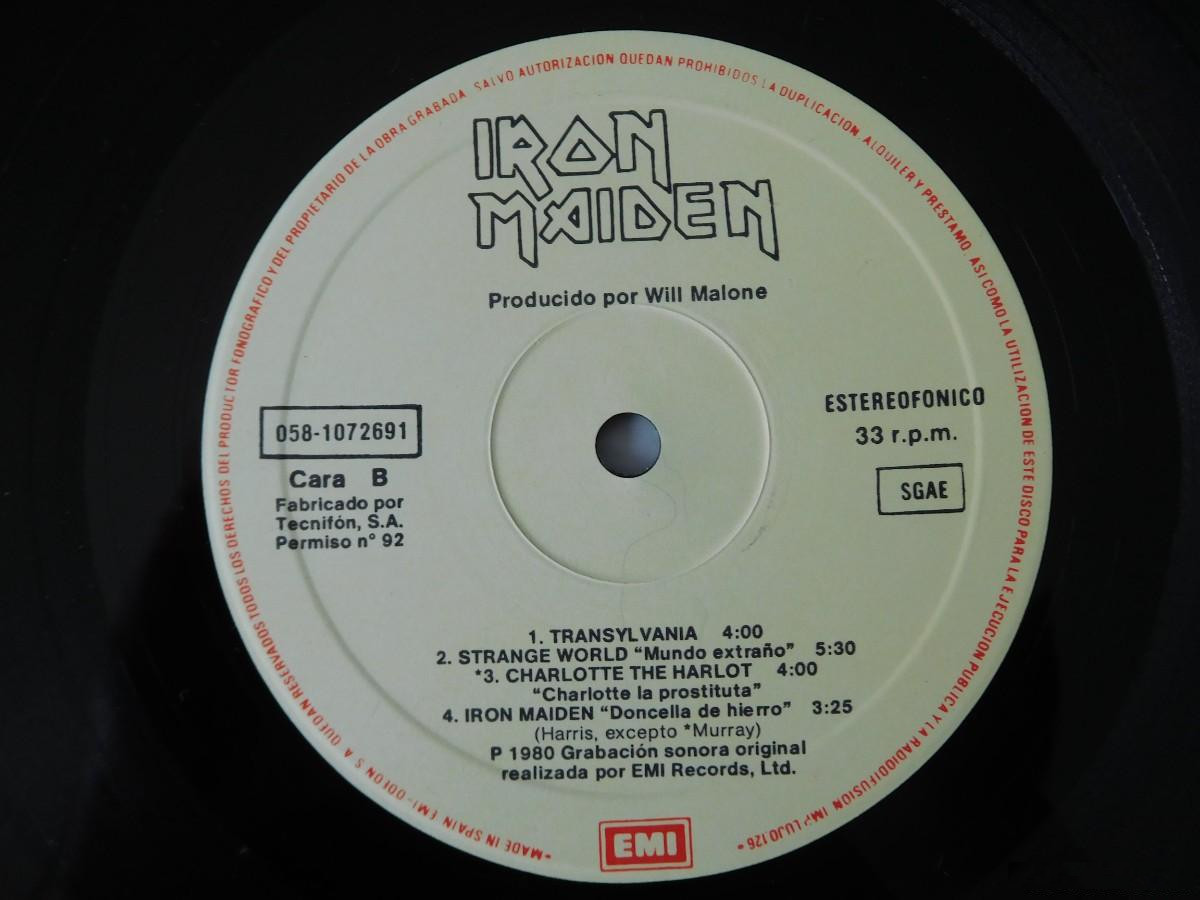 IRON
MAIDEN
Producido por Will Malone
058-1072691
Cara B
Fabricado por
Tecnifón, S.A.
Permiso n° 92
ESTEREOFONICO
33 r.p.m.
SGAE
1. TRANSYLVANIA 4:00
2. STRANGE WORLD “Mundo extraño” 5:30
*3. CHARLOTTE THE HARLOT 4:00
“Charlotte la prostituta”
4. IRON MAIDEN “Doncella de hierro” 3:25
(Harris, excepto *Murray)
P 1980 Grabación sonora original
realizada por EMI Records, Ltd.
EMI
•MADE IN SPAIN EMI-ODEON S A QUEDAN RESERVADOS TODOS LOS DERECHOS DEL PRODUCTOR FONOGRAFICO Y DEL PROPIETARIO DE LA OBRA GRABADA. SALVO AUTORIZACION QUEDAN PROHIBIDOS LA DUPLICACION, ALQUILER Y PRESTAMO, ASI COMO LA UTILIZACION DE ESTE DISCO PARA LA EJECUCION PUBLICA Y LA RADIODIFUSION IMP LUJO126 •